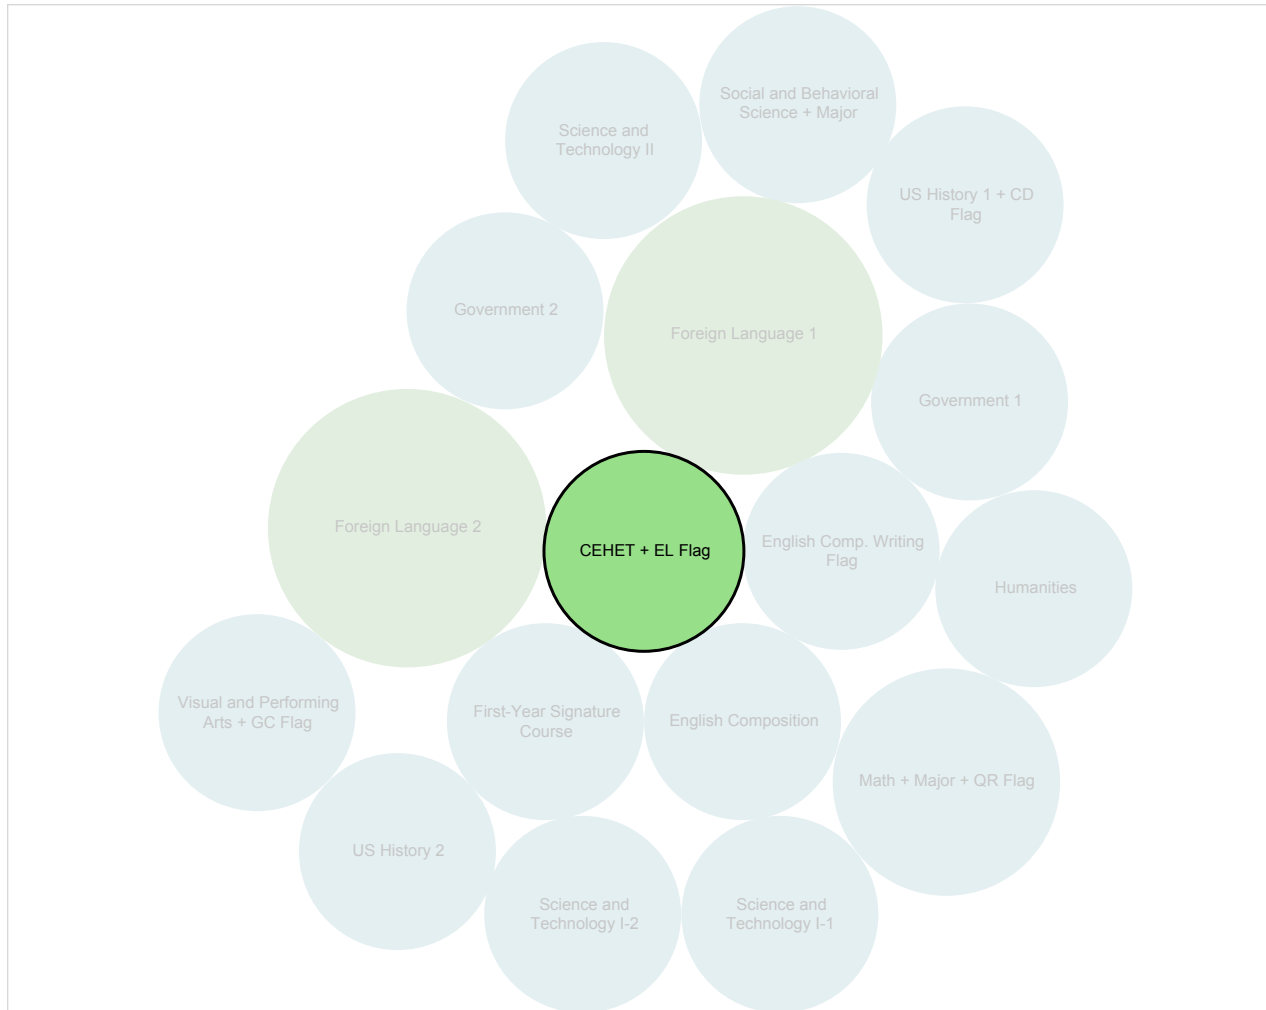 Social and Behavioral
Science + Major
Science and
Technology II
US History 1 + CD
Flag
Government 2
Foreign Language 1
Government 1
Foreign Language 2
CEHET + EL Flag
English Comp. Writing
Flag
Humanities
Visual and Performing
Arts + GC Flag
First-Year Signature
Course
English Composition
Math + Major + QR Flag
US History 2
Science and
Technology I-2
Science and
Technology I-1